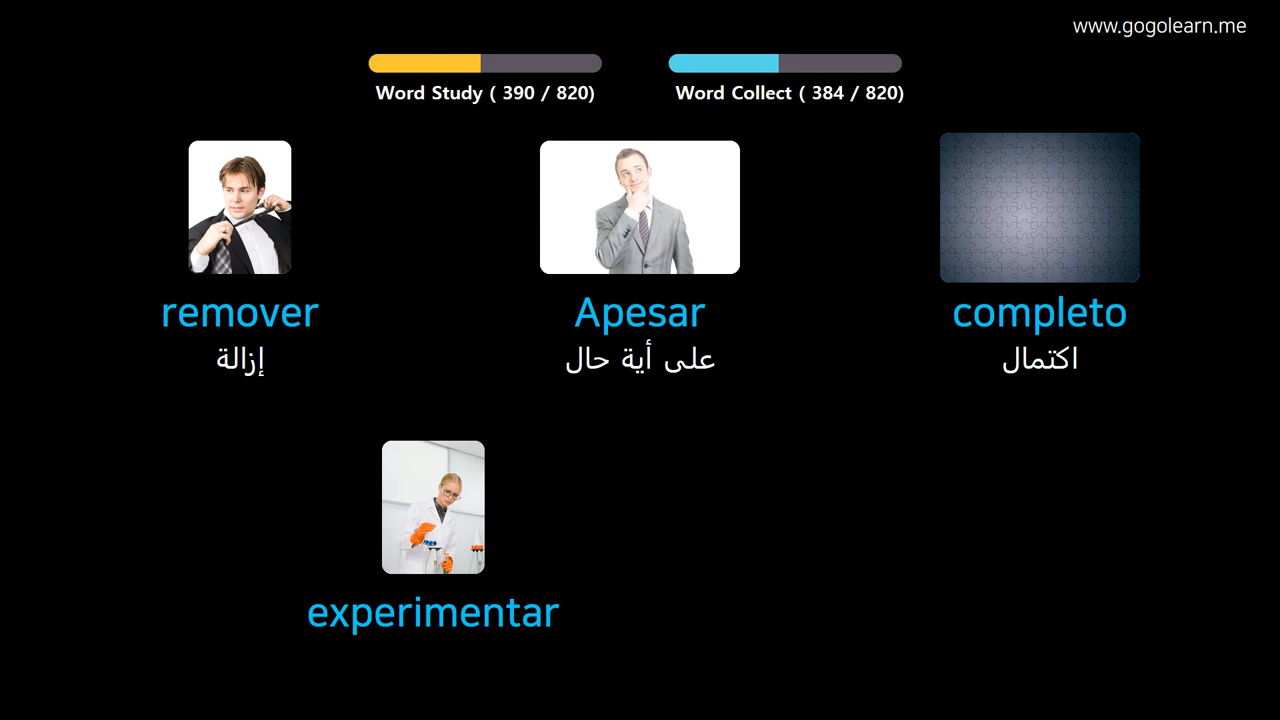 www.gogolearn.me
Word Study ( 390 / 820)
Word Collect ( 384 / 820)
remover
إزالة
Apesar
على أية حال
completo
اكتمال
experimentar